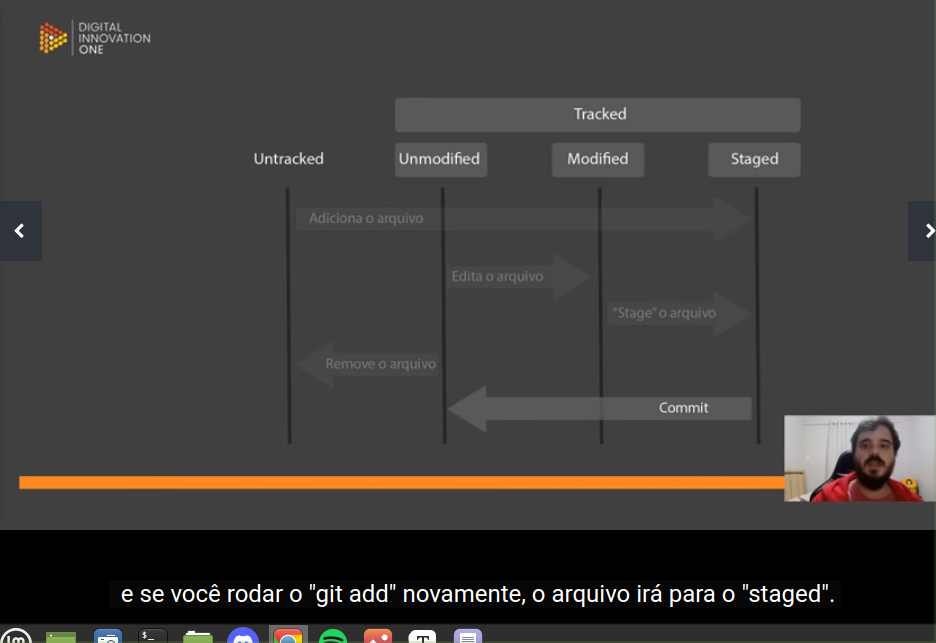 DIGITAL
INNOVATION
ONE
Tracked
Untracked
Unmodified
Modified
Staged
Adiciona o arquivo
Edita o arquivo
"Stage" o arquivo
Remove o arquivo
Commit
e se você rodar o "git add" novamente, o arquivo irá para o "staged".